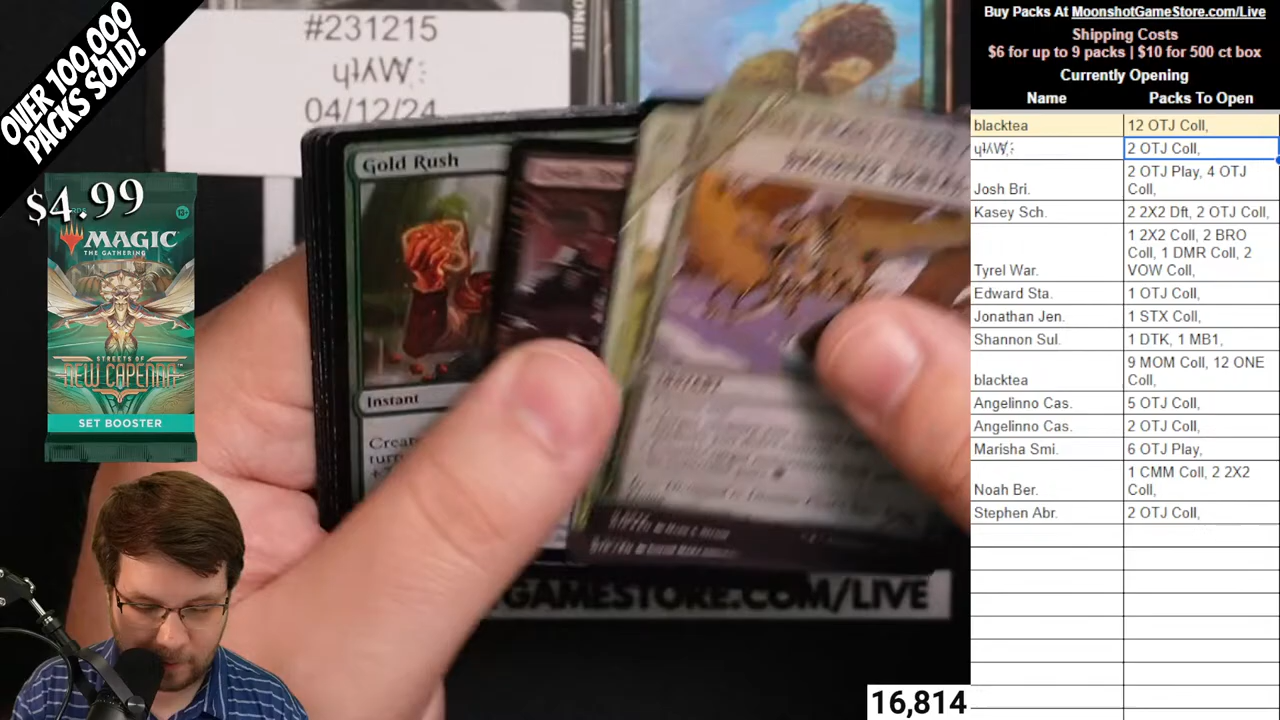 OVER 100,000
PACKS SOLD!
$4.99
MAGIC
THE GATHERING
STREETS OF
NEW CAPENNA
SET BOOSTER
#231215
04/12/24
Gold Rush
Instant
Instant
GAMESTORE.COM/LIVE
16,814
Buy Packs At MoonshotGameStore.com/Live
Shipping Costs
$6 for up to 9 packs | $10 for 500 ct box
Currently Opening
Name Packs To Open
blacktea 12 OTJ Coll,
2 OTJ Coll,
Josh Bri. 2 OTJ Play, 4 OTJ
Coll,
Kasey Sch. 2 2X2 Dft, 2 OTJ Coll,
Tyrel War. 1 2X2 Coll, 2 BRO
Coll, 1 DMR Coll, 2
VOW Coll,
Edward Sta. 1 OTJ Coll,
Jonathan Jen. 1 STX Coll,
Shannon Sul. 1 DTK, 1 MB1,
blacktea 9 MOM Coll, 12 ONE
Coll,
Angelinno Cas. 5 OTJ Coll,
Angelinno Cas. 2 OTJ Coll,
Marisha Smi. 6 OTJ Play,
Noah Ber. 1 CMM Coll, 2 2X2
Coll,
Stephen Abr. 2 OTJ Coll,